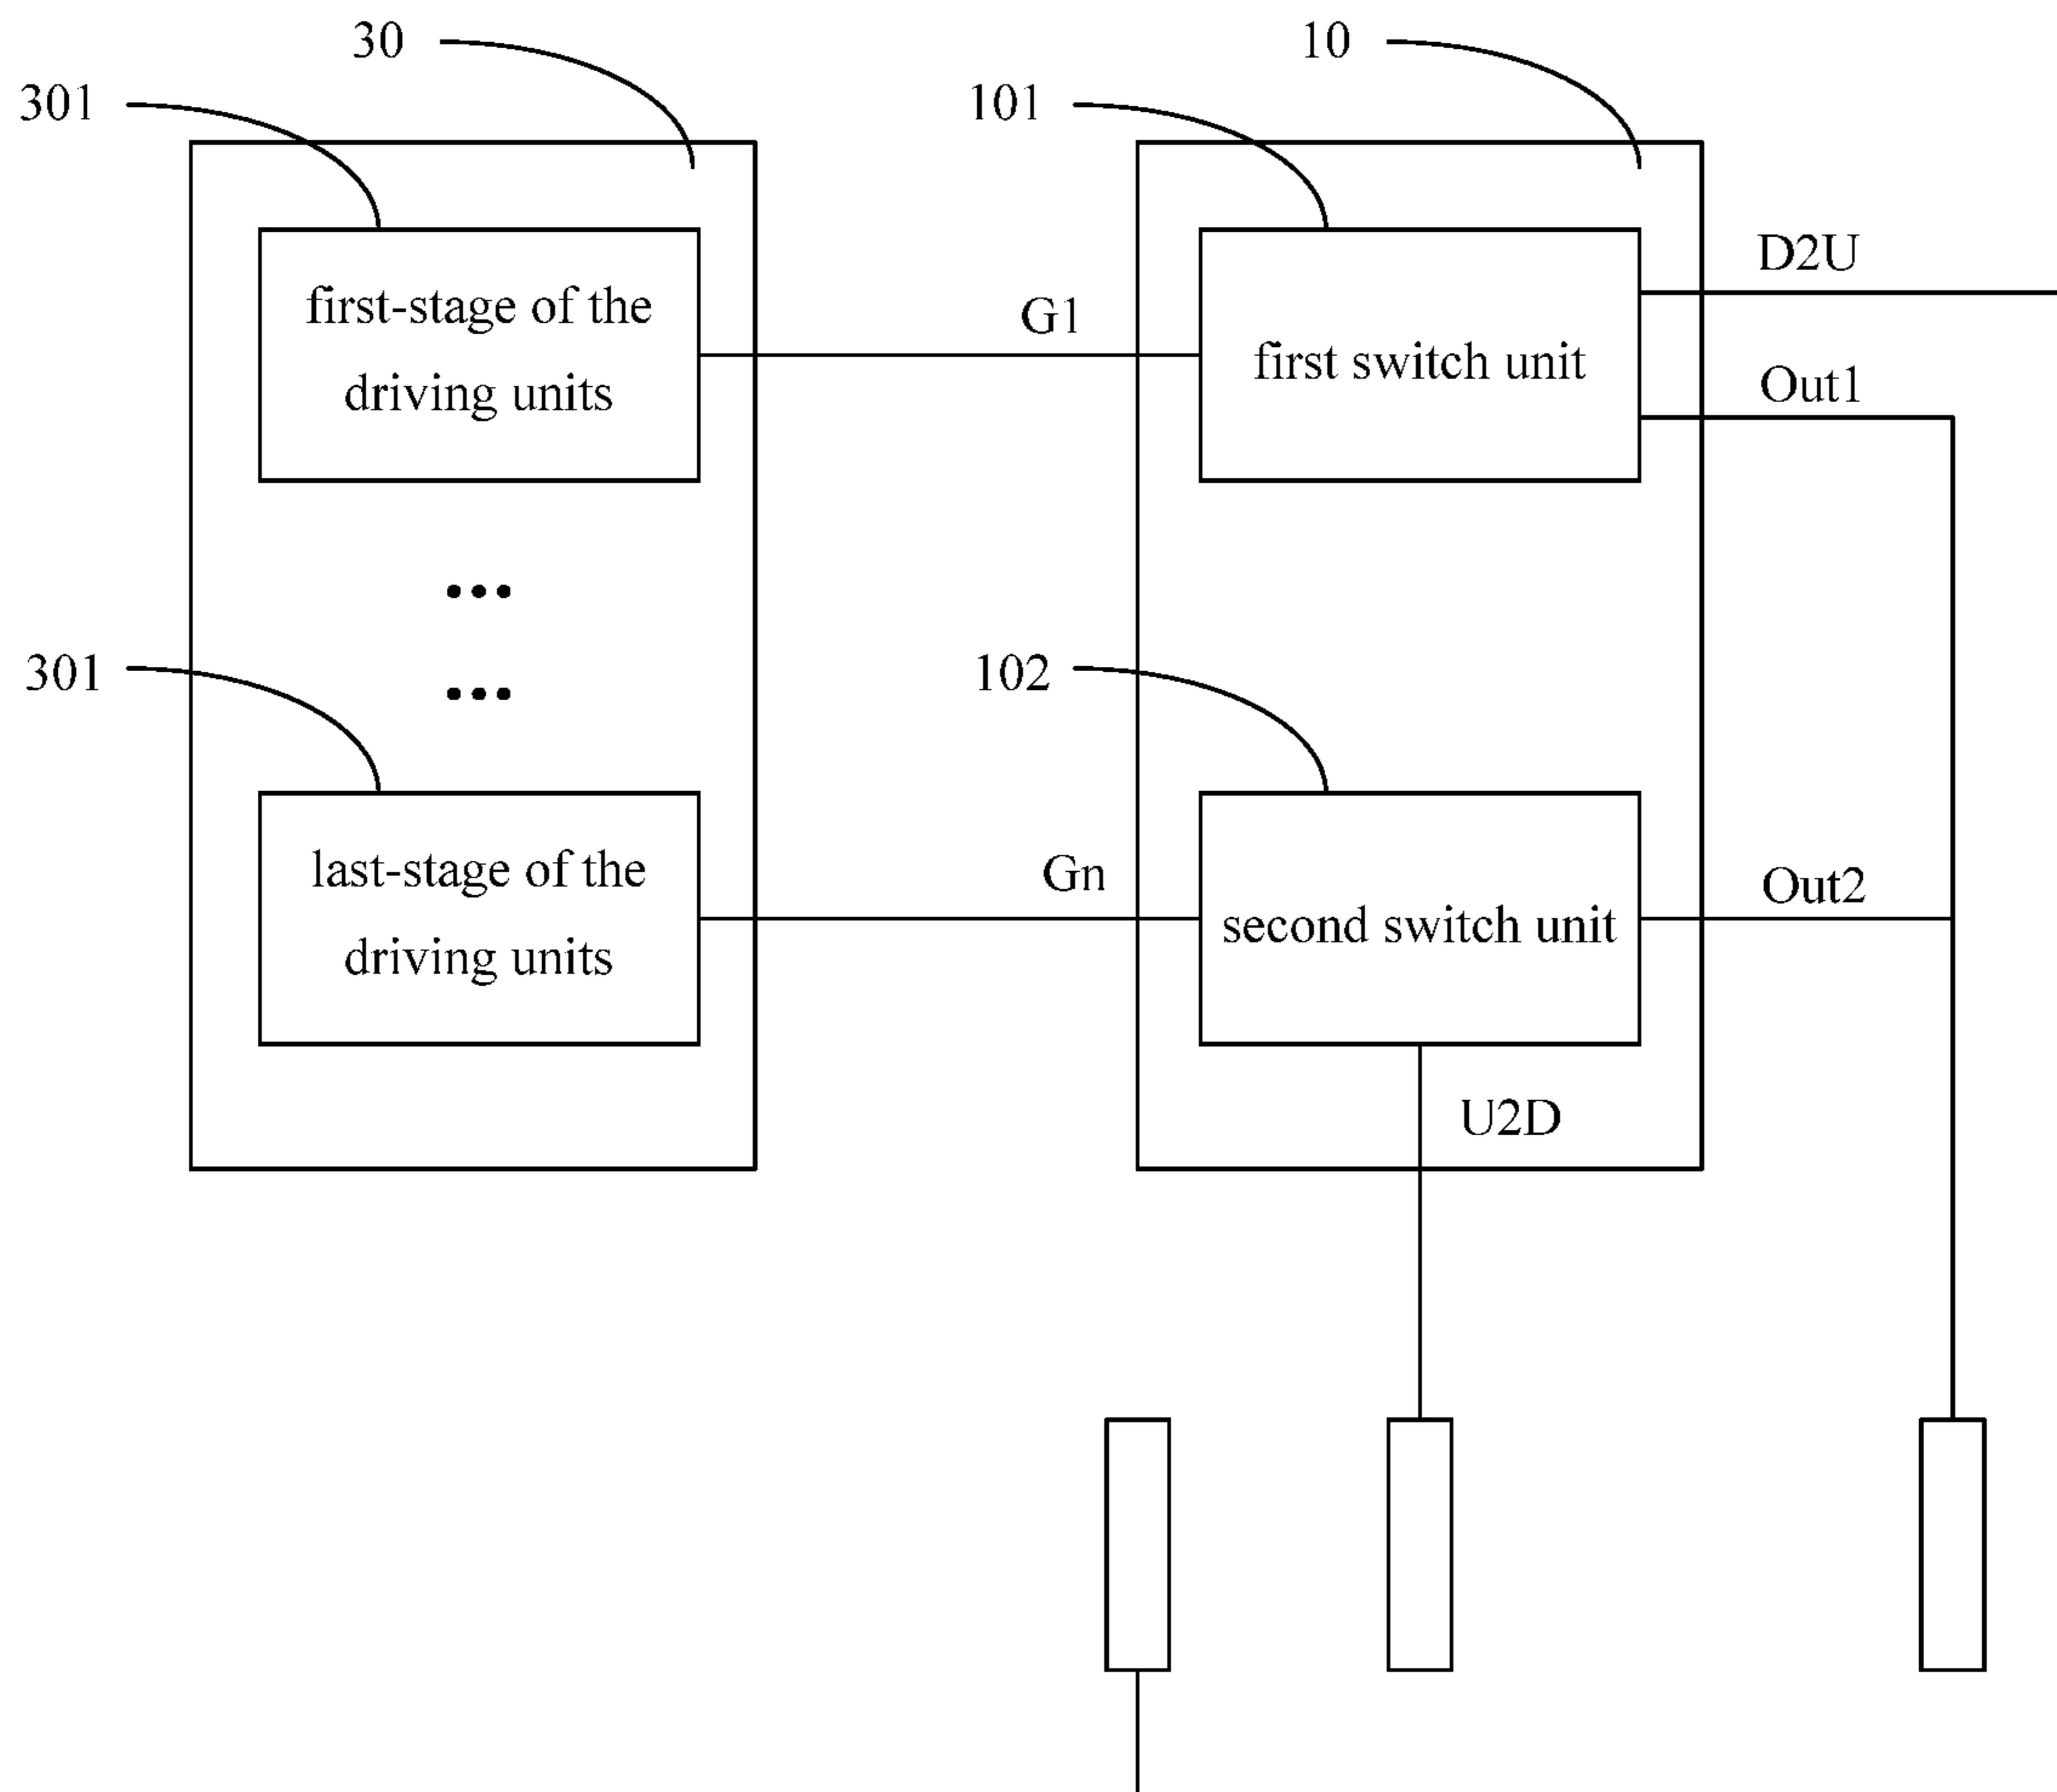 30
10
301
101
D2U
first-stage of the
driving units
G1
first switch unit
Out1
...
301
...
102
last-stage of the
driving units
Gn
second switch unit
Out2
U2D